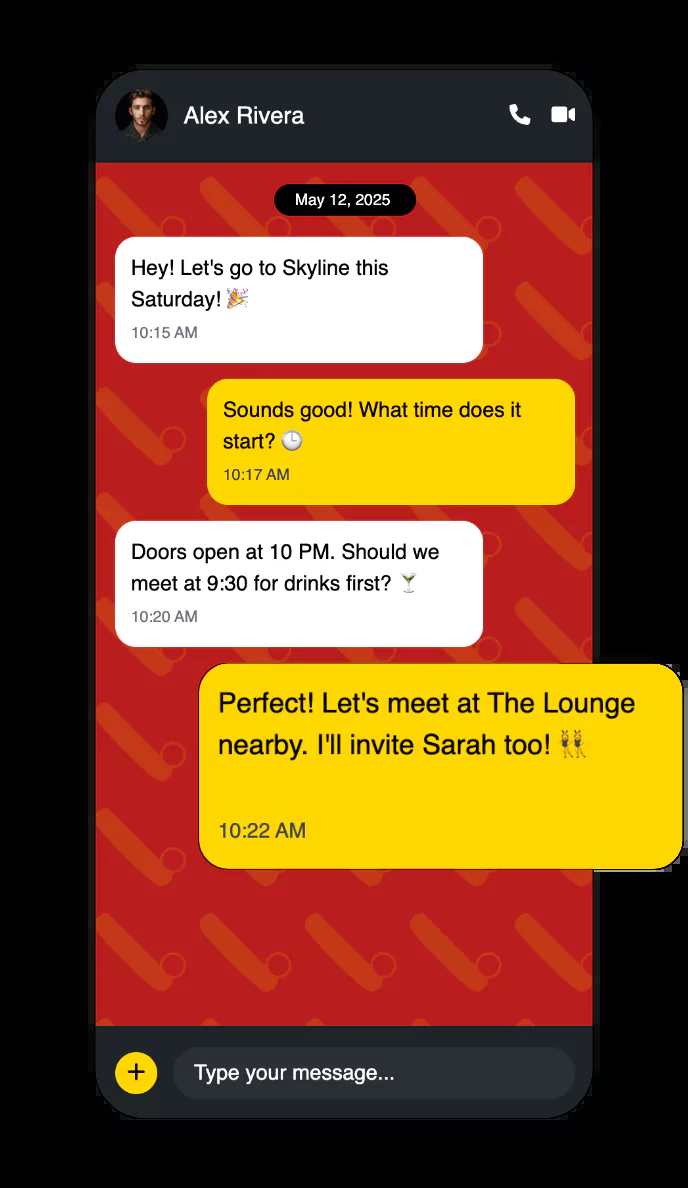 Alex Rivera
May 12, 2025
Hey! Let's go to Skyline this
Saturday! 🎉
10:15 AM
Sounds good! What time does it
start? 🕒
10:17 AM
Doors open at 10 PM. Should we
meet at 9:30 for drinks first? 🍸
10:20 AM
Perfect! Let's meet at The Lounge
nearby. I'll invite Sarah too! 👯
10:22 AM
+
Type your message...